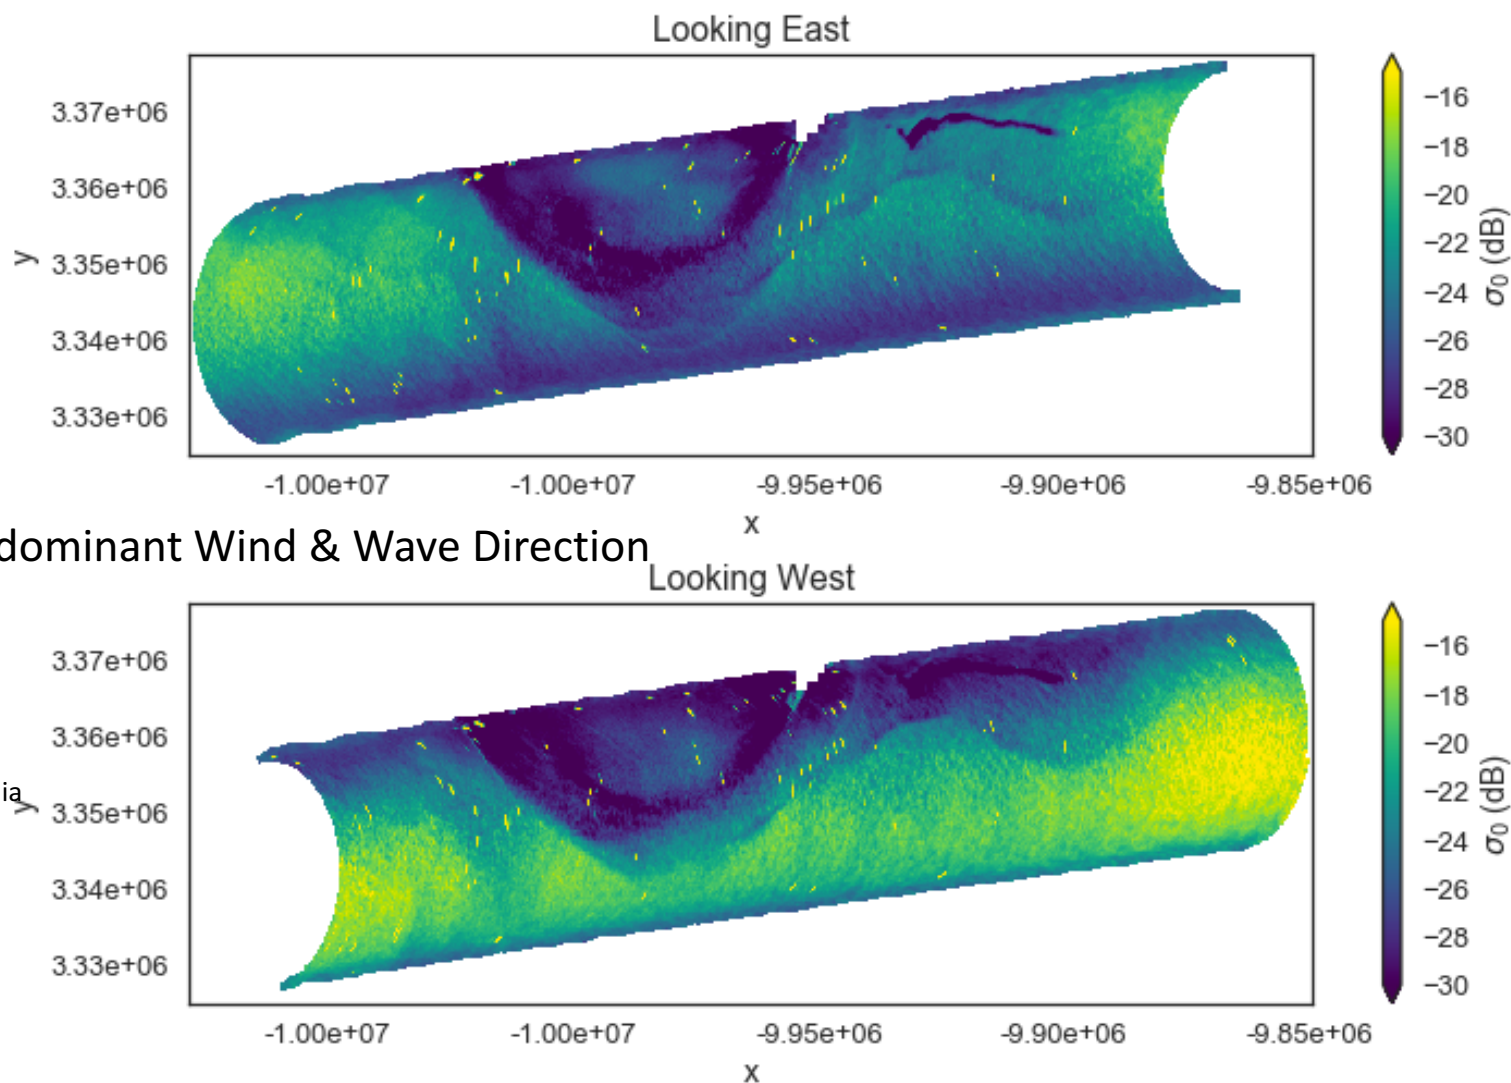 Looking East
3.37e+06
3.36e+06
3.35e+06
3.34e+06
3.33e+06
y
-1.00e+07 -1.00e+07 -9.95e+06 -9.90e+06 -9.85e+06
x
−16
−18
−20
−22
−24
−26
−28
−30
σ0 (dB)
dominant Wind & Wave Direction
Looking West
3.37e+06
3.36e+06
3.35e+06
3.34e+06
3.33e+06
ia
y
-1.00e+07 -1.00e+07 -9.95e+06 -9.90e+06 -9.85e+06
x
−16
−18
−20
−22
−24
−26
−28
−30
σ0 (dB)